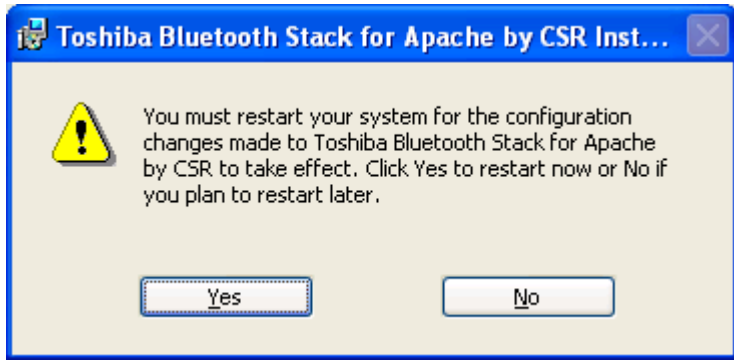 Toshiba Bluetooth Stack for Apache by CSR Inst...
You must restart your system for the configuration
changes made to Toshiba Bluetooth Stack for Apache
by CSR to take effect. Click Yes to restart now or No if
you plan to restart later.
Yes No